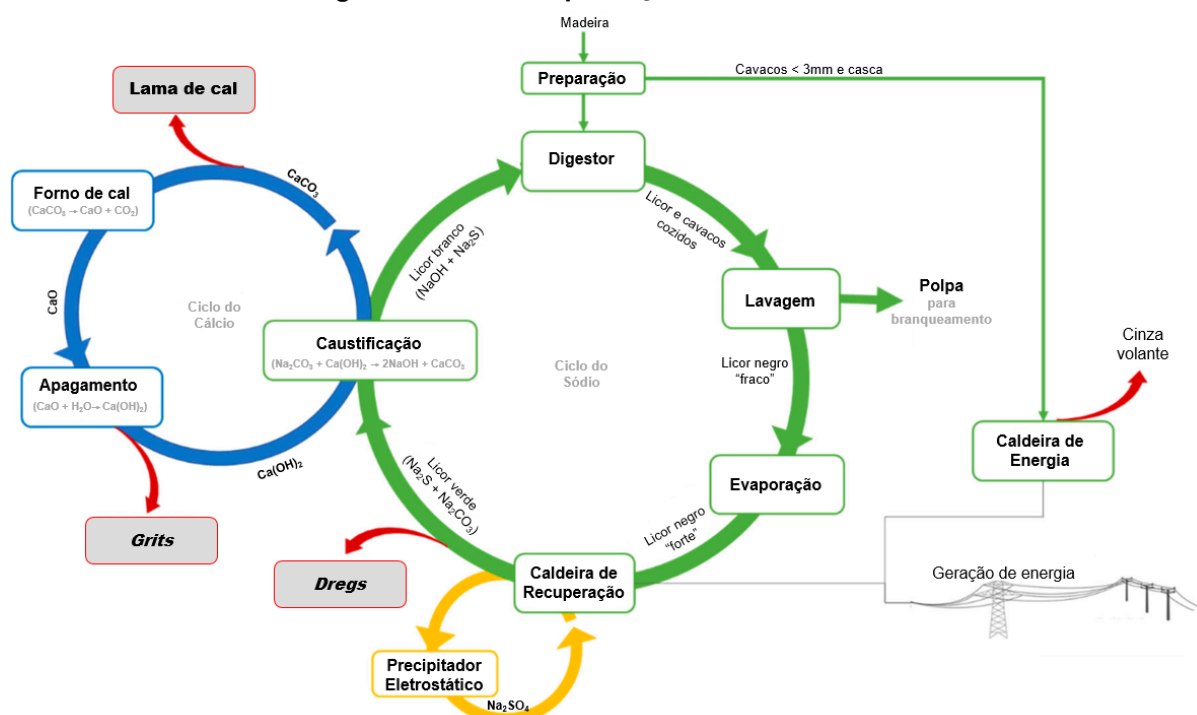 Madeira
Preparação
Cavacos < 3mm e casca
Lama de cal
Digestor
CaCO₃
Forno de cal
(CaCO₃ → CaO + CO₂)
Licor e cavacos
cozidos
Licor branco
(NaOH + Na₂S)
CaO
Ciclo do
Cálcio
Lavagem
Polpa
para
branqueamento
Caustificação
(Na₂CO₃ + Ca(OH)₂ → 2NaOH + CaCO₃
Ciclo do
Sódio
Licor negro
"fraco"
Cinza
volante
Apagamento
(CaO + H₂O→ Ca(OH)₂)
Caldeira de
Energia
Ca(OH)₂
Licor verde
(Na₂S + Na₂CO₃)
Evaporação
Grits
Licor negro
"forte"
Dregs
Caldeira de
Recuperação
Geração de energia
Precipitador
Eletrostático
Na₂SO₄